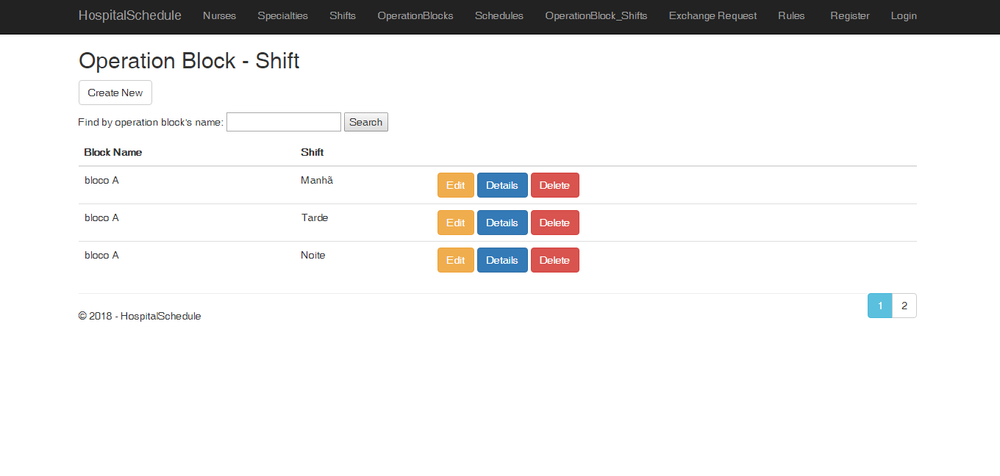 HospitalSchedule Nurses Specialties Shifts OperationBlocks Schedules OperationBlock_Shifts Exchange Request Rules Register Login
Operation Block - Shift
Create New
Find by operation block's name: Search
Block Name Shift
bloco A Manhã Edit Details Delete
bloco A Tarde Edit Details Delete
bloco A Noite Edit Details Delete
1 2
© 2018 - HospitalSchedule